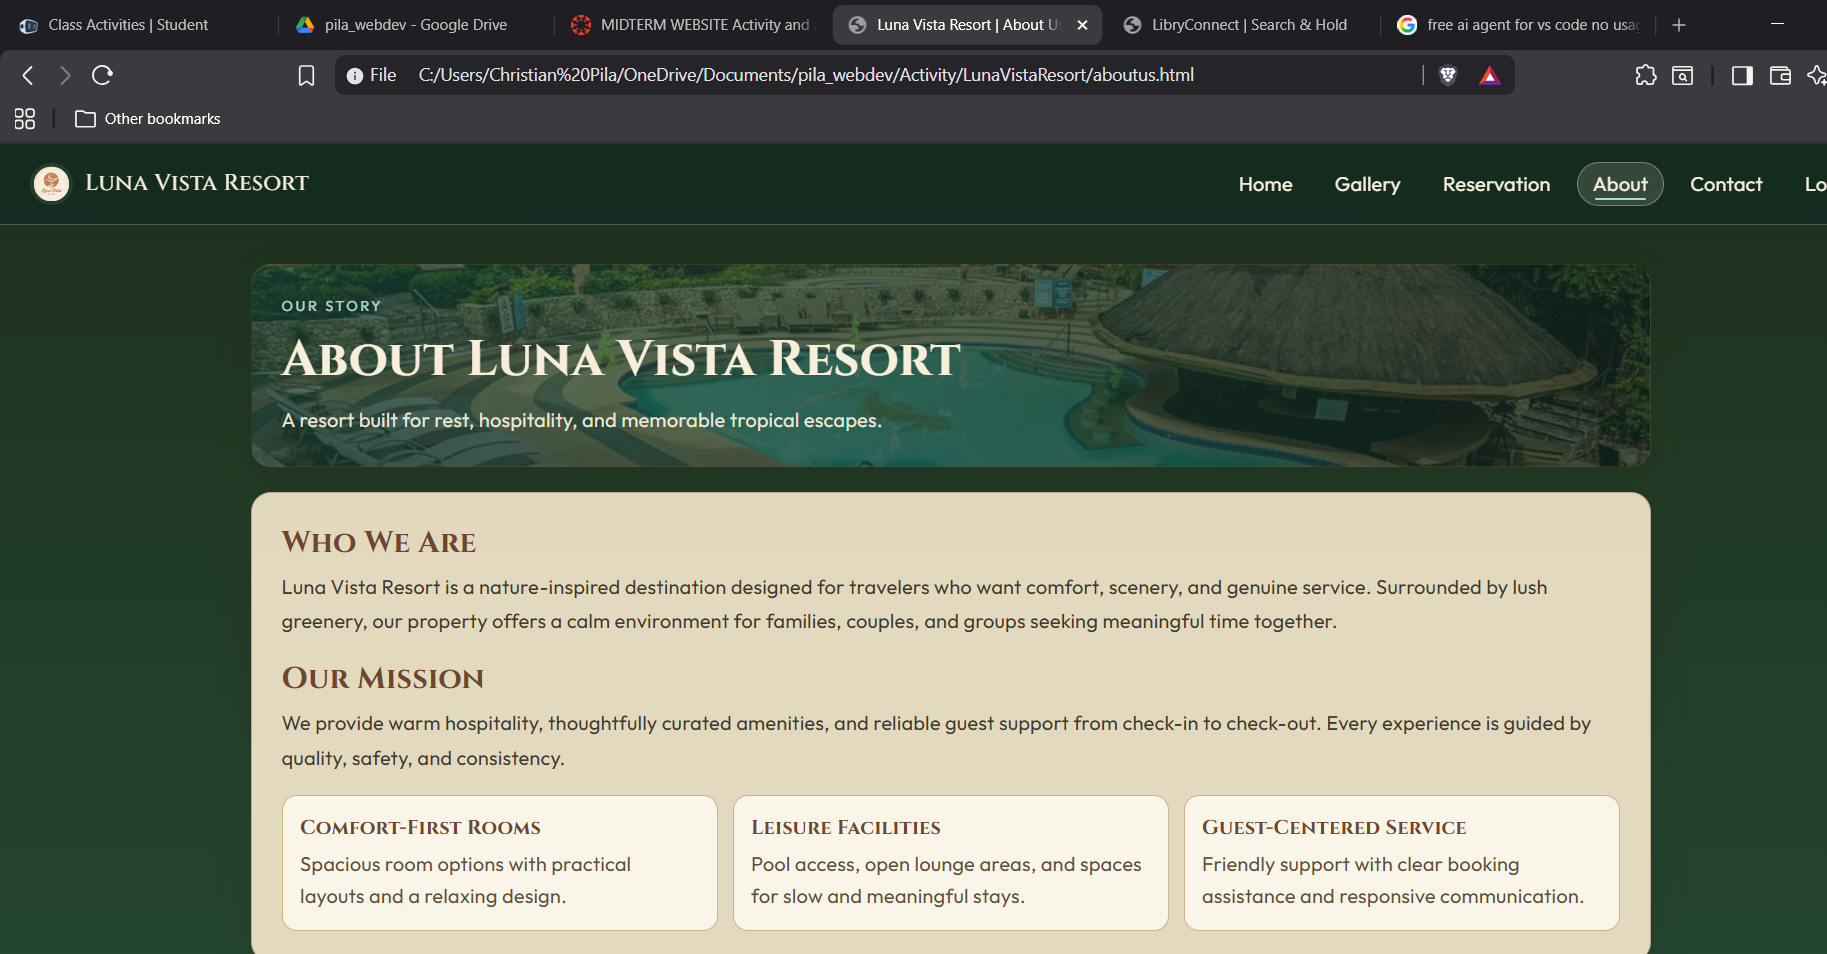 Class Activities | Student
pila_webdev - Google Drive
MIDTERM WEBSITE Activity and
Luna Vista Resort | About U
LibryConnect | Search & Hold
free ai agent for vs code no usag
File C:/Users/Christian%20Pila/OneDrive/Documents/pila_webdev/Activity/LunaVistaResort/aboutus.html
Other bookmarks
Luna Vista Resort
Home
Gallery
Reservation
About
Contact
Lo
OUR STORY
About Luna Vista Resort
A resort built for rest, hospitality, and memorable tropical escapes.
Who We Are
Luna Vista Resort is a nature-inspired destination designed for travelers who want comfort, scenery, and genuine service. Surrounded by lush
greenery, our property offers a calm environment for families, couples, and groups seeking meaningful time together.
Our Mission
We provide warm hospitality, thoughtfully curated amenities, and reliable guest support from check-in to check-out. Every experience is guided by
quality, safety, and consistency.
Comfort-First Rooms
Spacious room options with practical
layouts and a relaxing design.
Leisure Facilities
Pool access, open lounge areas, and spaces
for slow and meaningful stays.
Guest-Centered Service
Friendly support with clear booking
assistance and responsive communication.